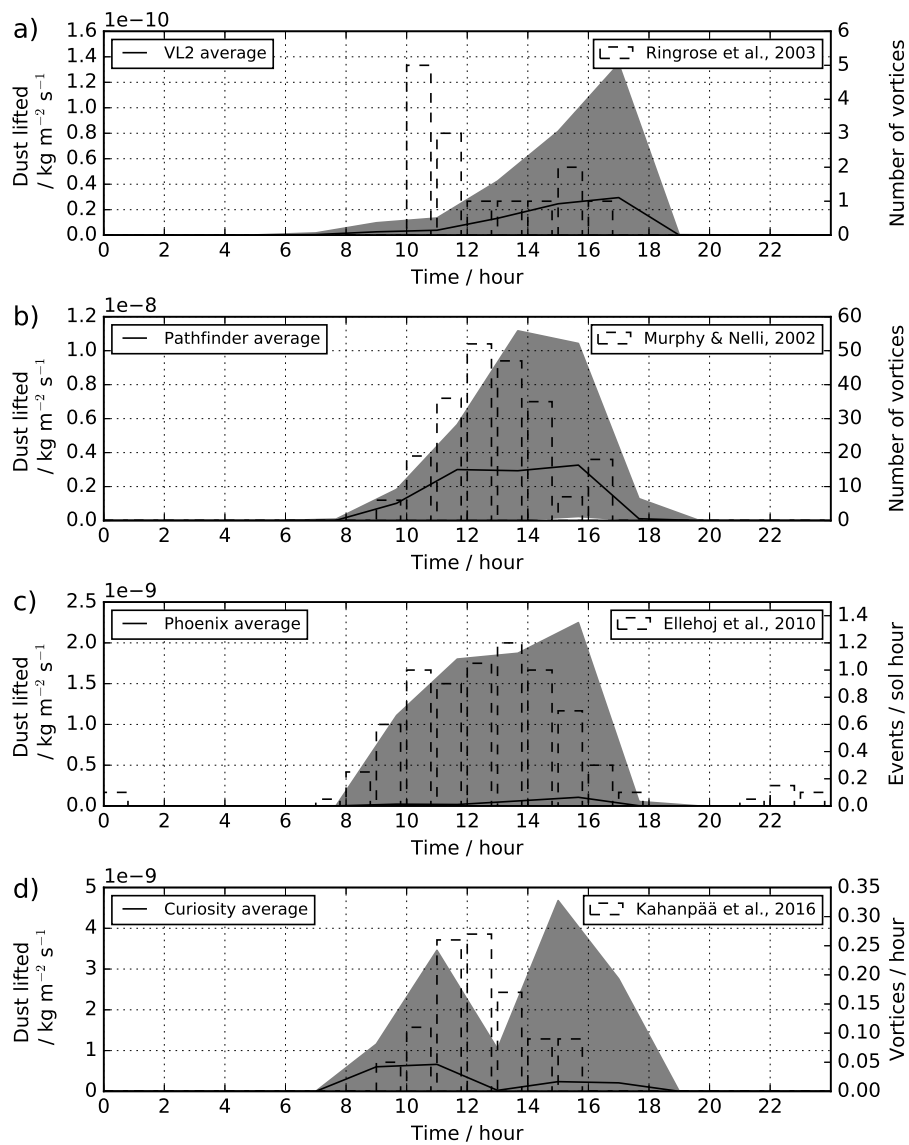 a)
1e−10
VL2 average
Ringrose et al., 2003
1.6
1.4
1.2
1.0
0.8
0.6
0.4
0.2
0.0
Dust lifted
/ kg m−2 s−1
6
5
4
3
2
1
0
Number of vortices
0 2 4 6 8 10 12 14 16 18 20 22
Time / hour
b)
1e−8
Pathfinder average
Murphy & Nelli, 2002
1.2
1.0
0.8
0.6
0.4
0.2
0.0
Dust lifted
/ kg m−2 s−1
60
50
40
30
20
10
0
Number of vortices
0 2 4 6 8 10 12 14 16 18 20 22
Time / hour
c)
1e−9
Phoenix average
Ellehoj et al., 2010
2.5
2.0
1.5
1.0
0.5
0.0
Dust lifted
/ kg m−2 s−1
1.4
1.2
1.0
0.8
0.6
0.4
0.2
0.0
Events / sol hour
0 2 4 6 8 10 12 14 16 18 20 22
Time / hour
d)
1e−9
Curiosity average
Kahanpää et al., 2016
5
4
3
2
1
0
Dust lifted
/ kg m−2 s−1
0.35
0.30
0.25
0.20
0.15
0.10
0.05
0.00
Vortices / hour
0 2 4 6 8 10 12 14 16 18 20 22
Time / hour